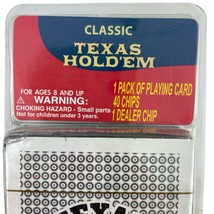 CLASSIC
TEXAS
HOLD'EM
FOR AGES 8 AND UP
⚠ WARNING:
CHOKING HAZARD - Small parts
Not for children under 3 years.
1 PACK OF PLAYING CARD
40 CHIPS
1 DEALER CHIP
TEXAS